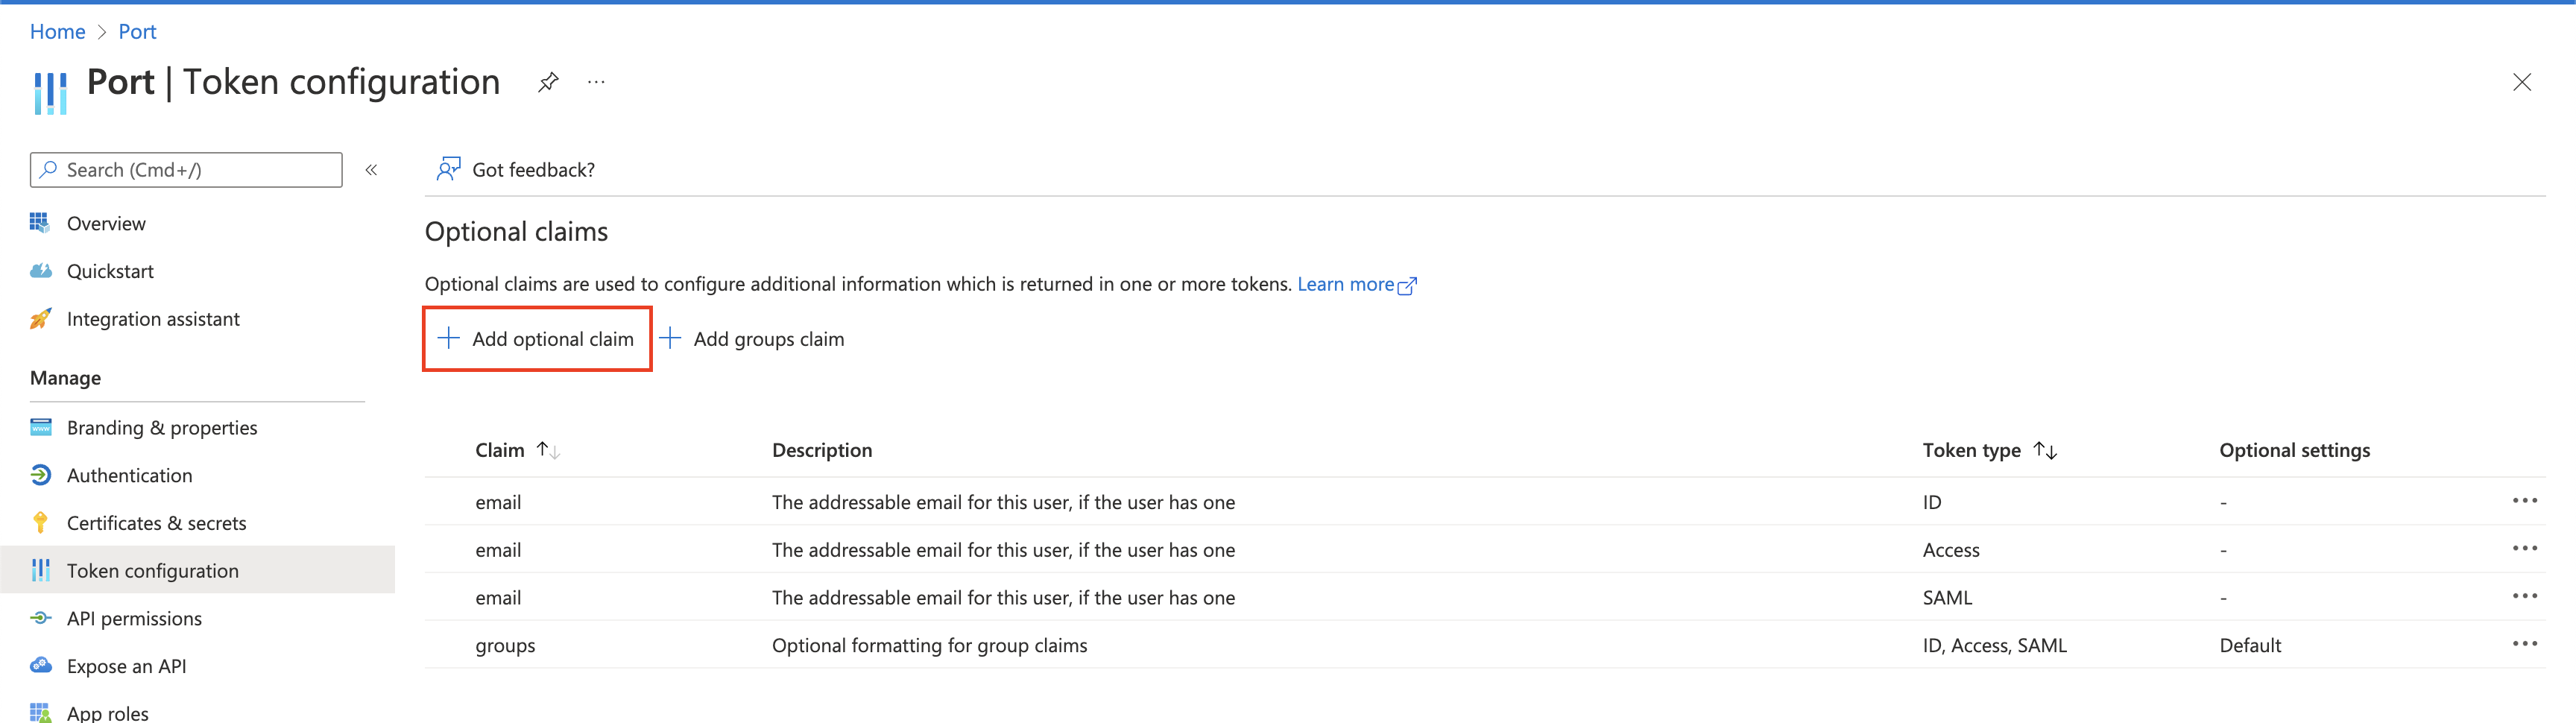 Home > Port
Port | Token configuration
Search (Cmd+/)
Overview
Quickstart
Integration assistant
Manage
Branding & properties
Authentication
Certificates & secrets
Token configuration
API permissions
Expose an API
App roles
Got feedback?
Optional claims
Optional claims are used to configure additional information which is returned in one or more tokens. Learn more
Add optional claim Add groups claim
Claim Description Token type Optional settings
email The addressable email for this user, if the user has one ID -
email The addressable email for this user, if the user has one Access -
email The addressable email for this user, if the user has one SAML -
groups Optional formatting for group claims ID, Access, SAML Default